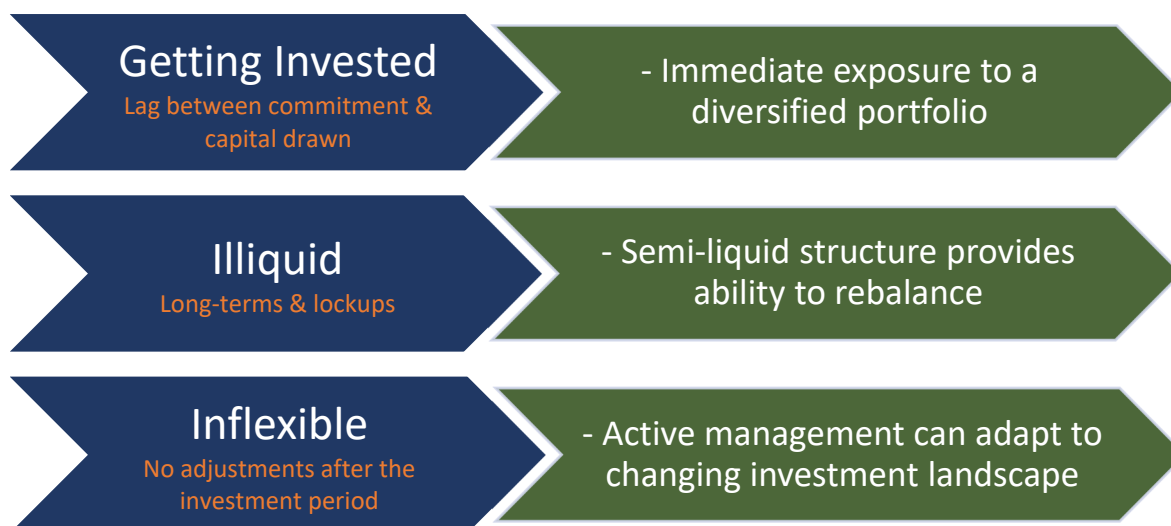 Getting Invested
Lag between commitment &
capital drawn
- Immediate exposure to a
diversified portfolio
Illiquid
Long-terms & lockups
- Semi-liquid structure provides
ability to rebalance
Inflexible
No adjustments after the
investment period
- Active management can adapt to
changing investment landscape